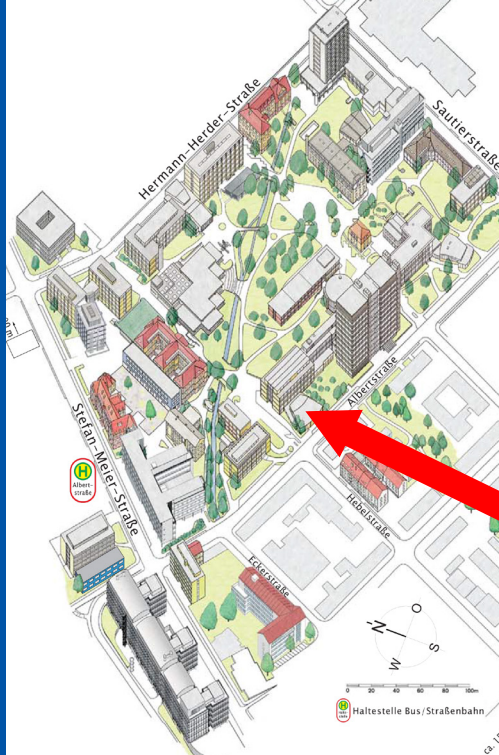 Hermann-Herder-Straße
Sautierstraße
Albertstraße
Stefan-Meier-Straße
H
Albert-
straße
Hebelstraße
Eckerstraße
N
O
S
W
0 20 40 60 80 100m
H Haltestelle Bus/Straßenbahn
ca.